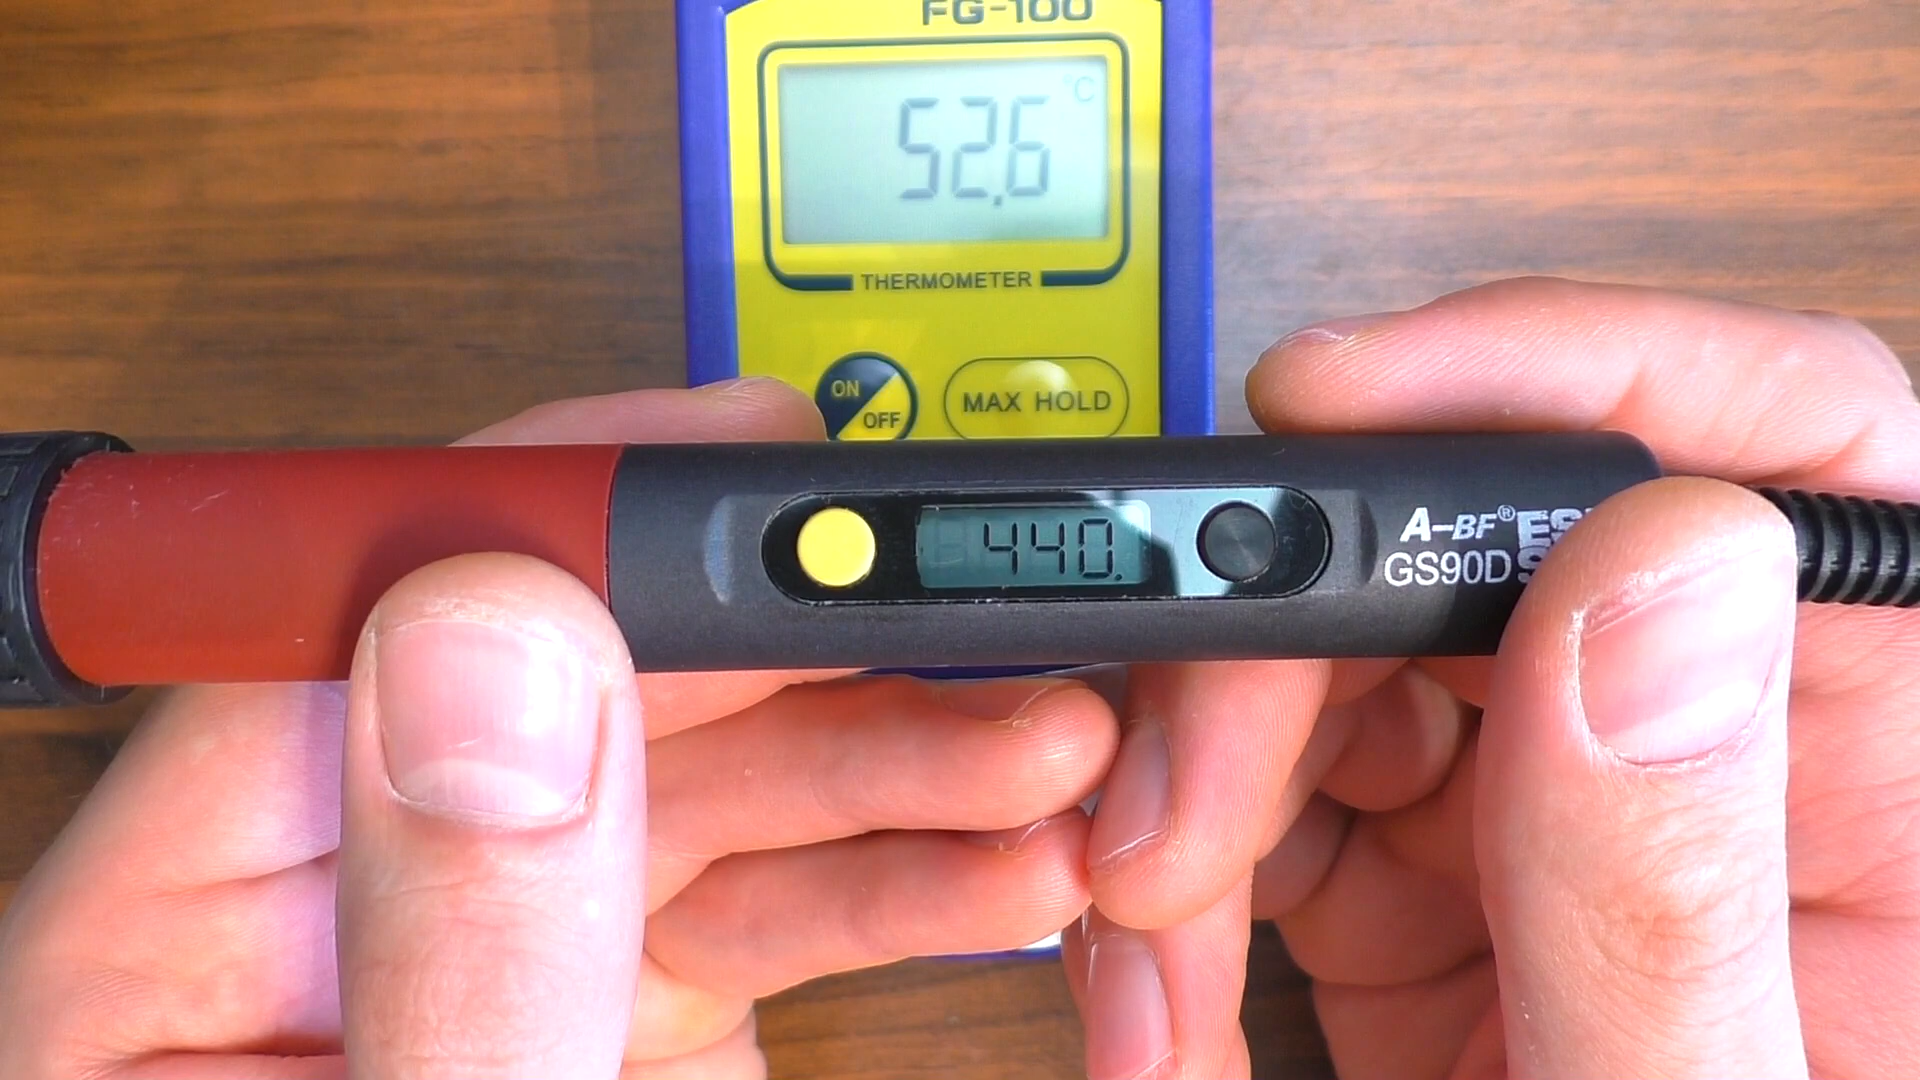 FG-100
52.6 °C
THERMOMETER
ON
OFF
MAX HOLD
440.
A-BF®
GS90D